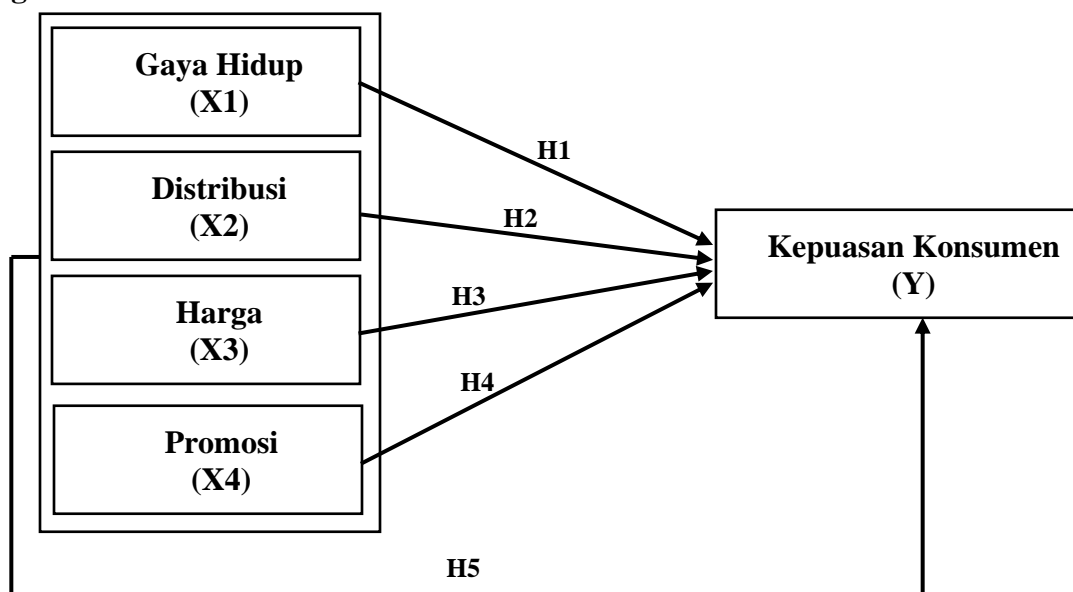 Gaya Hidup
(X1)
Distribusi
(X2)
Harga
(X3)
Promosi
(X4)
H1
H2
H3
H4
Kepuasan Konsumen
(Y)
H5